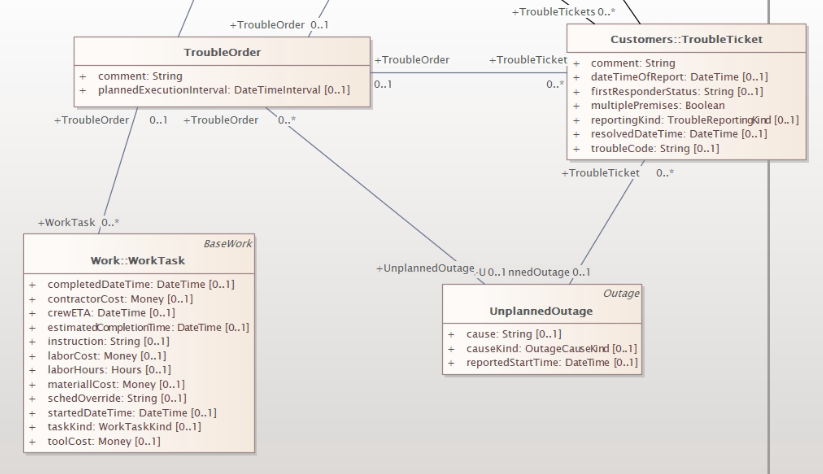 +TroubleTickets 0..*
+TroubleOrder 0..1
TroubleOrder
+ comment: String
+ plannedExecutionInterval: DateTimeInterval [0..1]
Customers::TroubleTicket
+ comment: String
+ dateTimeOfReport: DateTime [0..1]
+ firstResponderStatus: String [0..1]
+ multiplePremises: Boolean
+ reportingKind: TroubleReportingKind [0..1]
+ resolvedDateTime: DateTime [0..1]
+ troubleCode: String [0..1]
+TroubleOrder
0..1
+TroubleTicket
0..*
+TroubleOrder 0..1
+TroubleOrder 0..*
+TroubleTicket 0..*
+WorkTask 0..*
BaseWork
Work::WorkTask
+ completedDateTime: DateTime [0..1]
+ contractorCost: Money [0..1]
+ crewETA: DateTime [0..1]
+ estimatedCompletionTime: DateTime [0..1]
+ instruction: String [0..1]
+ laborCost: Money [0..1]
+ laborHours: Hours [0..1]
+ materiallCost: Money [0..1]
+ schedOverride: String [0..1]
+ startedDateTime: DateTime [0..1]
+ taskKind: WorkTaskKind [0..1]
+ toolCost: Money [0..1]
+UnplannedOutage
0..1
nnedOutage 0..1
Outage
UnplannedOutage
+ cause: String [0..1]
+ causeKind: OutageCauseKind [0..1]
+ reportedStartTime: DateTime [0..1]